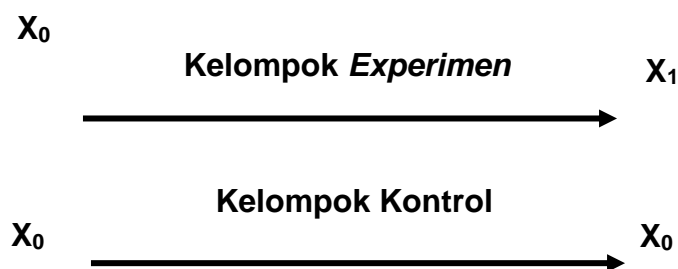 X₀
Kelompok Experimen
X₁
Kelompok Kontrol
X₀
X₀